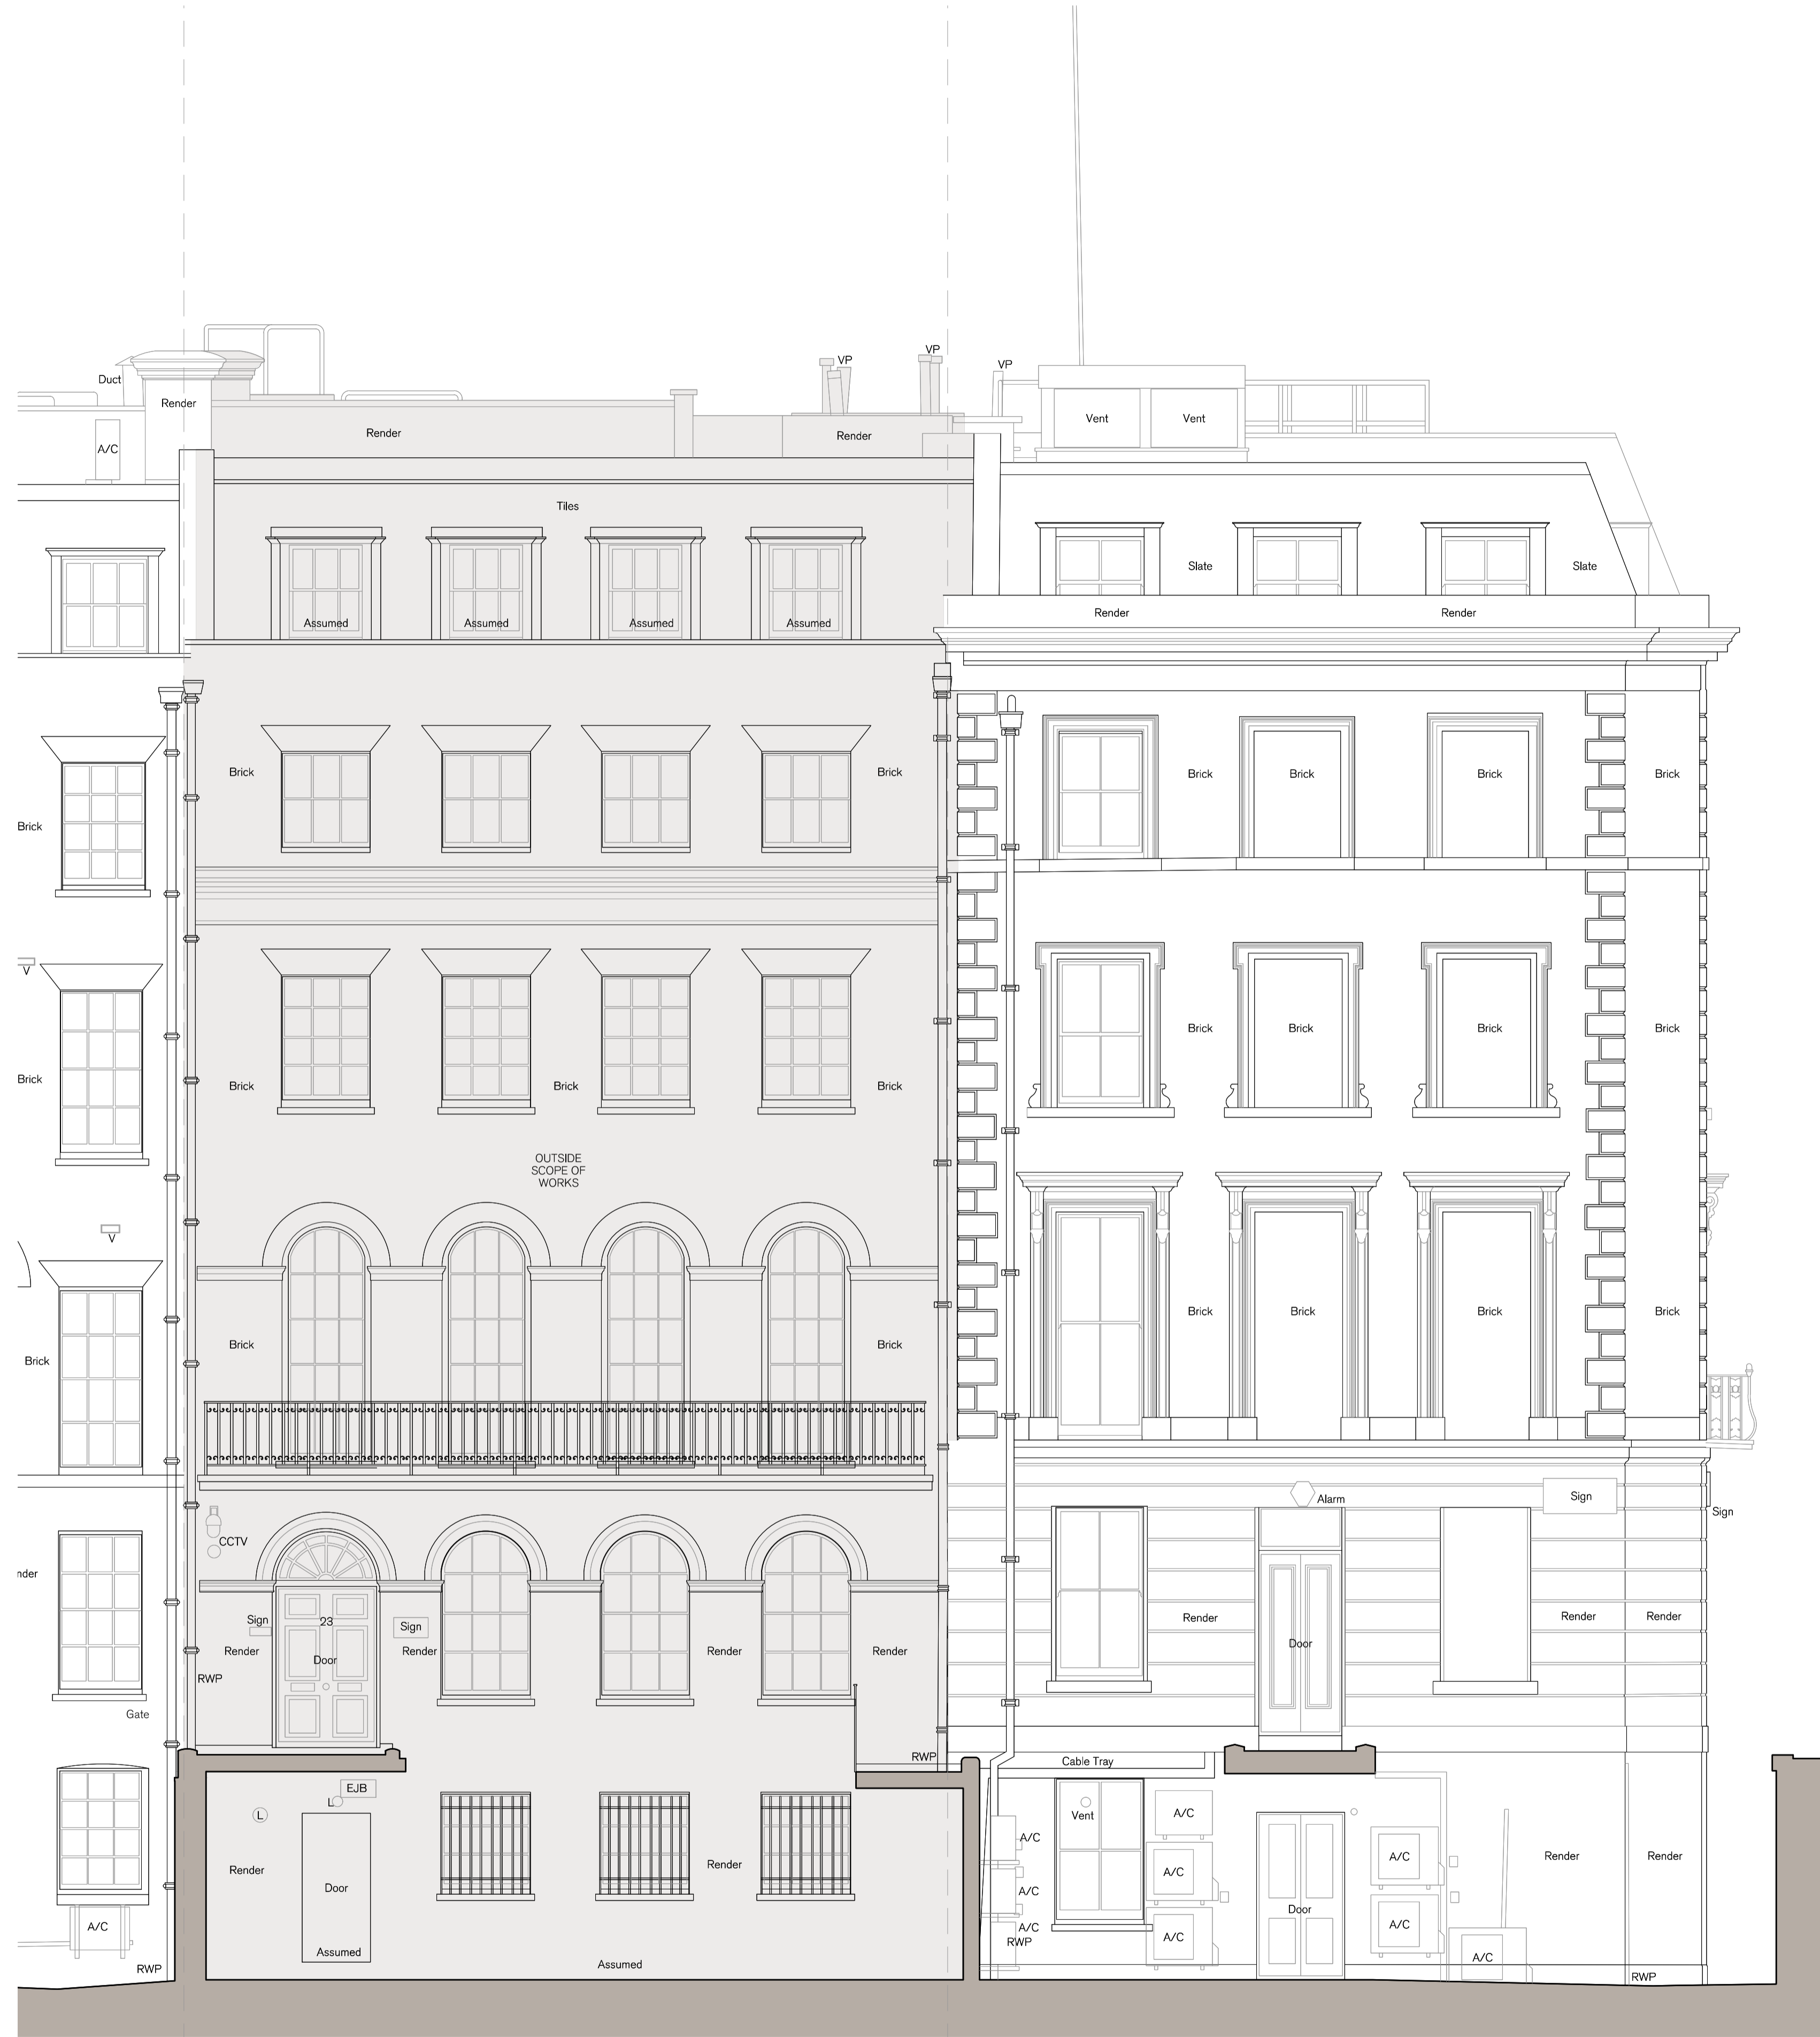 VP
VP
VP
Duct
Render
Vent
Vent
Render
Render
A/C
Tiles
Slate
Slate
Render
Render
Assumed
Assumed
Assumed
Assumed
Brick
Brick
Brick
Brick
Brick
Brick
Brick
V
Brick
Brick
Brick
Brick
Brick
Brick
Brick
Brick
OUTSIDE
SCOPE OF
WORKS
V
Brick
Brick
Brick
Brick
Brick
Brick
Brick
Alarm
Sign
Sign
CCTV
nder
Sign
23
Sign
Render
Render
Render
Render
Render
Render
Render
Render
Door
Door
RWP
Gate
RWP
Cable Tray
EJB
L
L
Vent
A/C
A/C
Render
Render
A/C
Render
Render
A/C
Door
A/C
Door
A/C
A/C
A/C
A/C
RWP
A/C
Assumed
Assumed
A/C
RWP
RWP